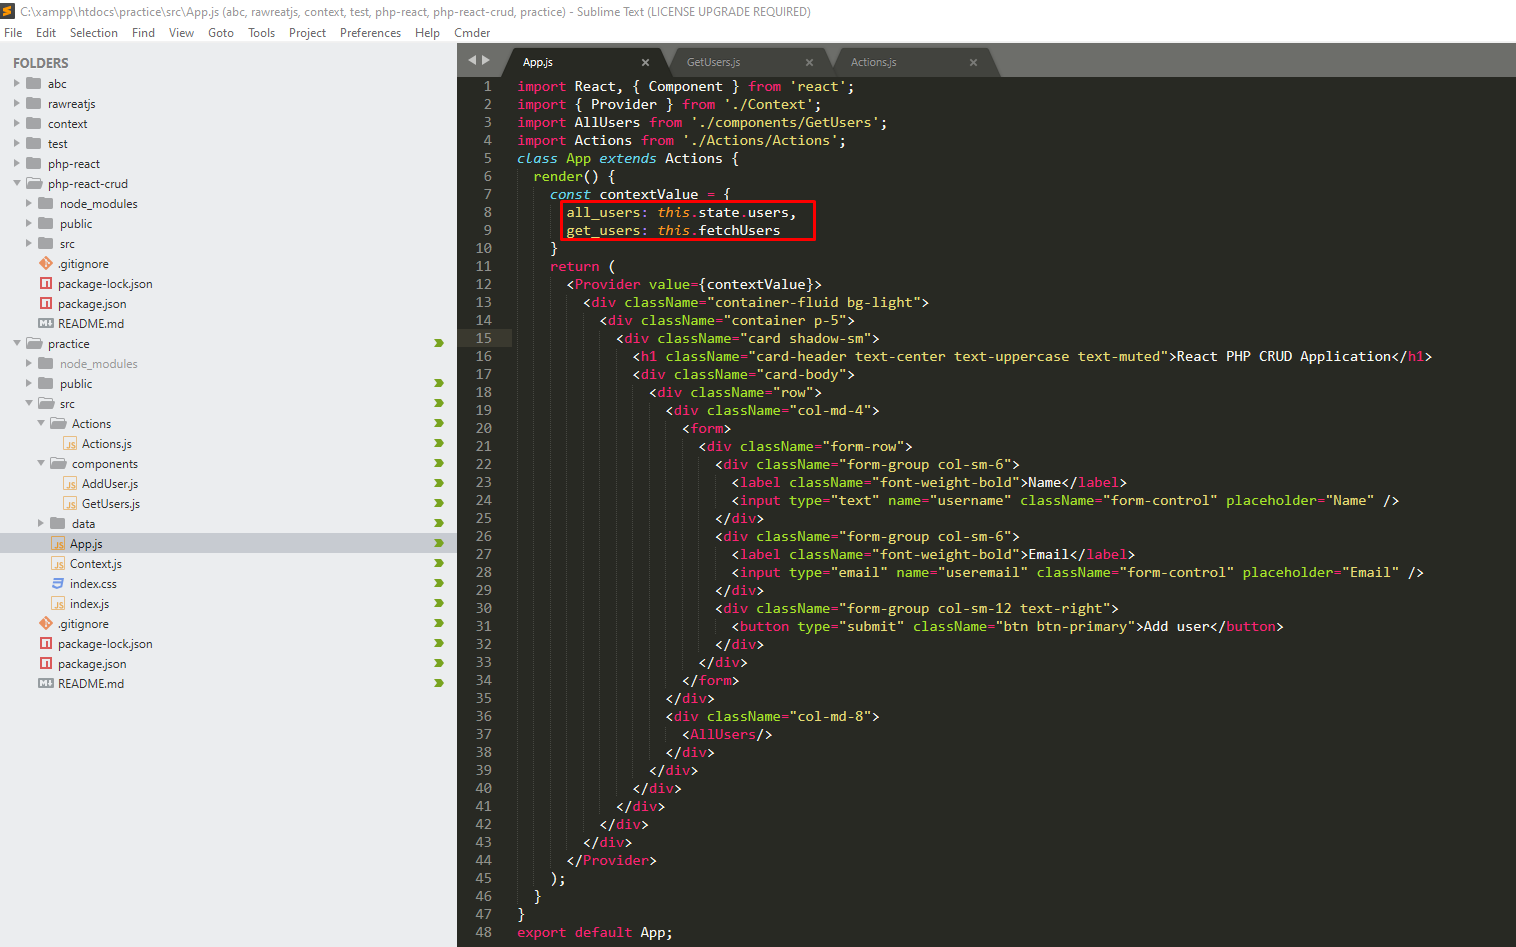 C:\xampp\htdocs\practice\src\App.js (abc, rawreatjs, context, test, php-react, php-react-crud, practice) - Sublime Text (LICENSE UPGRADE REQUIRED)
File Edit Selection Find View Goto Tools Project Preferences Help Cmder
FOLDERS
abc
rawreatjs
context
test
php-react
php-react-crud
node_modules
public
src
.gitignore
package-lock.json
package.json
README.md
practice
node_modules
public
src
Actions
Actions.js
components
AddUser.js
GetUsers.js
data
App.js
Context.js
index.css
index.js
.gitignore
package-lock.json
package.json
README.md
App.js × GetUsers.js × Actions.js ×
1 import React, { Component } from 'react';
2 import { Provider } from './Context';
3 import AllUsers from './components/GetUsers';
4 import Actions from './Actions/Actions';
5 class App extends Actions {
6 render() {
7 const contextValue = {
8 all_users: this.state.users,
9 get_users: this.fetchUsers
10 }
11 return (
12 <Provider value={contextValue}>
13 <div className="container-fluid bg-light">
14 <div className="container p-5">
15 <div className="card shadow-sm">
16 <h1 className="card-header text-center text-uppercase text-muted">React PHP CRUD Application</h1>
17 <div className="card-body">
18 <div className="row">
19 <div className="col-md-4">
20 <form>
21 <div className="form-row">
22 <div className="form-group col-sm-6">
23 <label className="font-weight-bold">Name</label>
24 <input type="text" name="username" className="form-control" placeholder="Name" />
25 </div>
26 <div className="form-group col-sm-6">
27 <label className="font-weight-bold">Email</label>
28 <input type="email" name="useremail" className="form-control" placeholder="Email" />
29 </div>
30 <div className="form-group col-sm-12 text-right">
31 <button type="submit" className="btn btn-primary">Add user</button>
32 </div>
33 </div>
34 </form>
35 </div>
36 <div className="col-md-8">
37 <AllUsers/>
38 </div>
39 </div>
40 </div>
41 </div>
42 </div>
43 </div>
44 </Provider>
45 );
46 }
47 }
48 export default App;